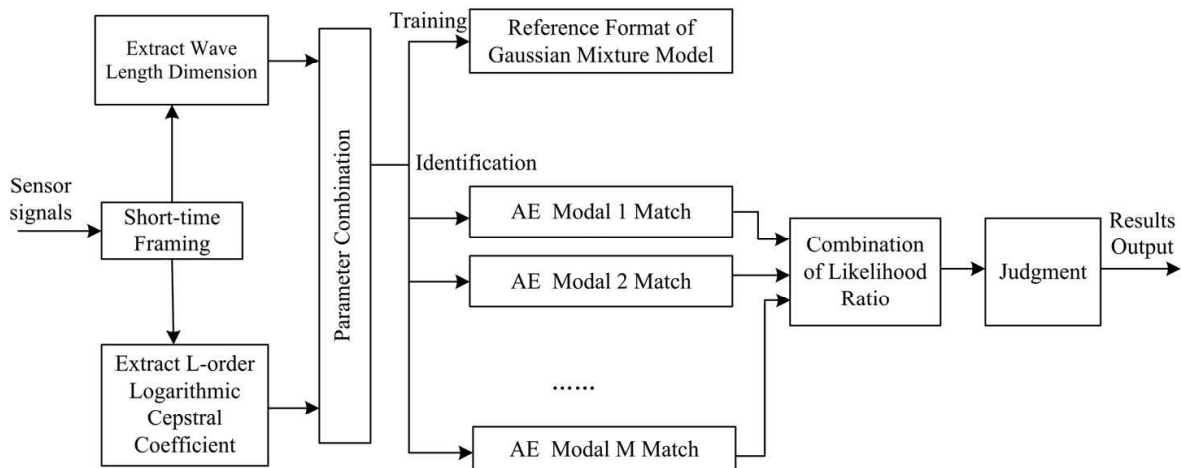 Sensor
signals
Short-time
Framing
Extract Wave
Length Dimension
Extract L-order
Logarithmic
Cepstral
Coefficient
Parameter Combination
Training
Reference Format of
Gaussian Mixture Model
Identification
AE Modal 1 Match
AE Modal 2 Match
......
AE Modal M Match
Combination
of Likelihood
Ratio
Judgment
Results
Output